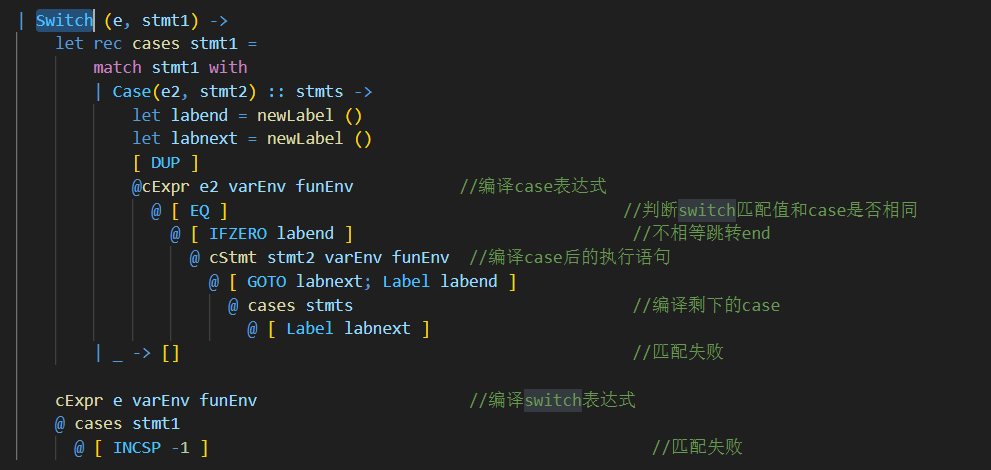 | Switch (e, stmt1) ->
let rec cases stmt1 =
match stmt1 with
| Case(e2, stmt2) :: stmts ->
let labend = newLabel ()
let labnext = newLabel ()
[ DUP ]
@cExpr e2 varEnv funEnv //编译case表达式
@ [ EQ ] //判断switch匹配值和case是否相同
@ [ IFZERO labend ] //不相等跳转end
@ cStmt stmt2 varEnv funEnv //编译case后的执行语句
@ [ GOTO labnext; Label labend ]
@ cases stmts //编译剩下的case
@ [ Label labnext ]
| _ -> [] //匹配失败
cExpr e varEnv funEnv //编译switch表达式
@ cases stmt1
@ [ INCSP -1 ] //匹配失败